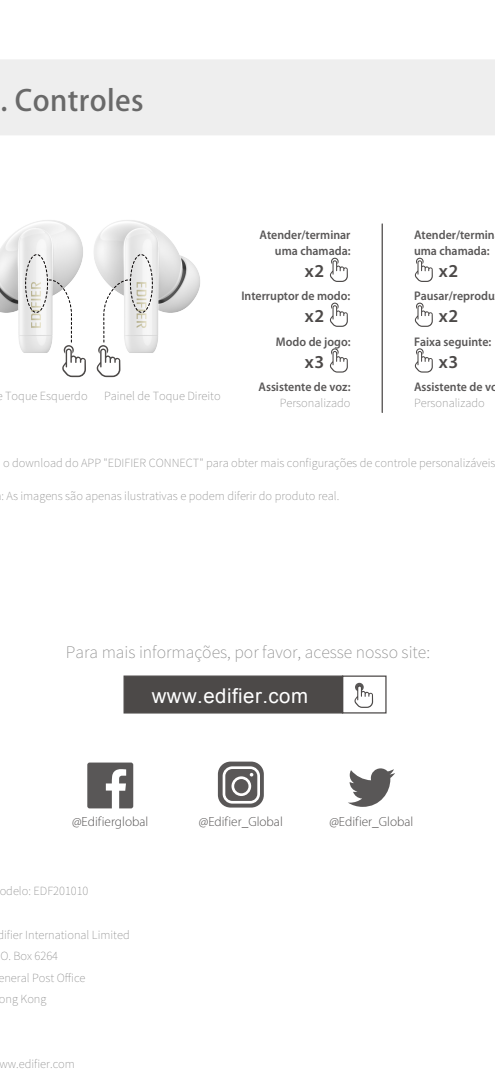 . Controles
EDIFIER
EDIFIER
Atender/terminar
uma chamada:
x2
Interruptor de modo:
x2
Modo de jogo:
x3
Assistente de voz:
Personalizado
Atender/termin
uma chamada:
x2
Pausar/reprodu
x2
Faixa seguinte:
x3
Assistente de vo
Personalizado
e Toque Esquerdo
Painel de Toque Direito
o download do APP "EDIFIER CONNECT" para obter mais configurações de controle personalizáveis
: As imagens são apenas ilustrativas e podem diferir do produto real.
Para mais informações, por favor, acesse nosso site:
www.edifier.com
@Edifierglobal
@Edifier_Global
@Edifier_Global
odelo: EDF201010
difier International Limited
.O. Box 6264
eneral Post Office
ong Kong
ww.edifier.com